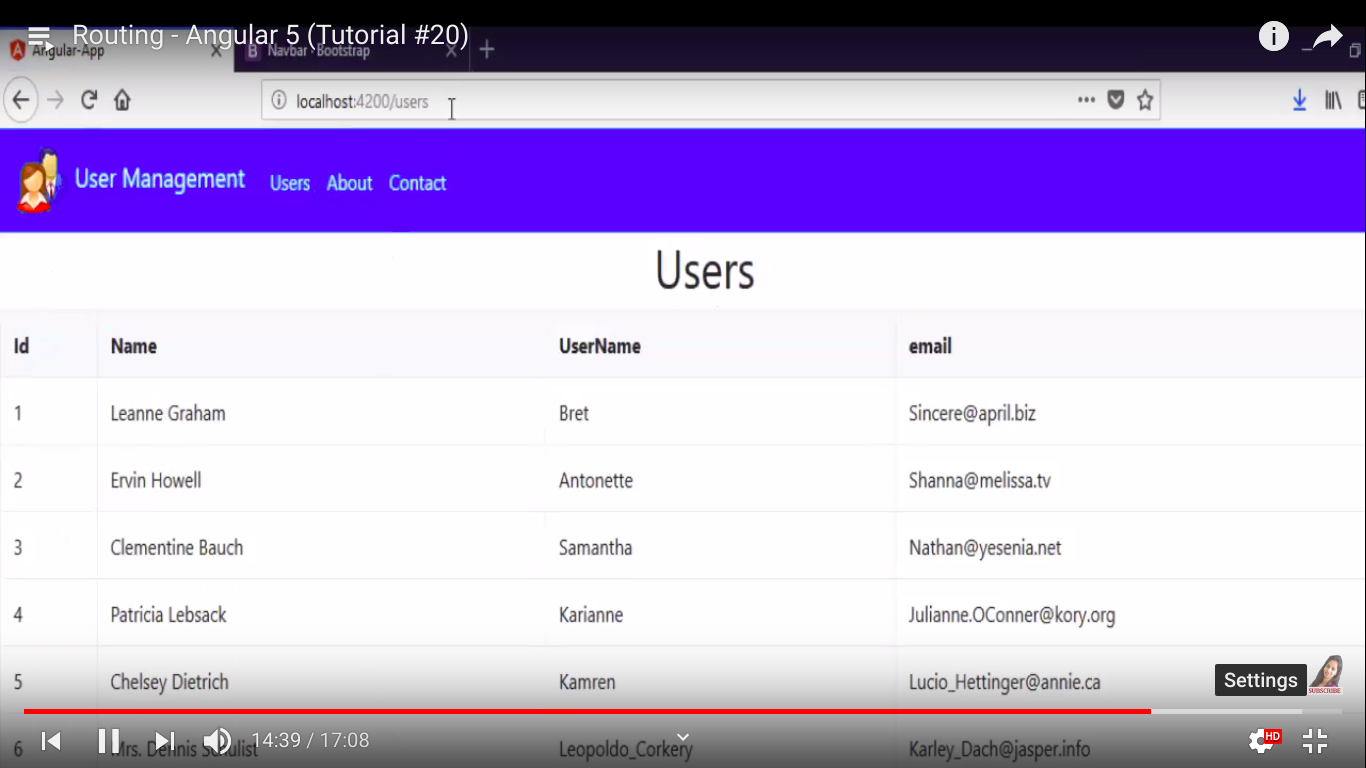 Routing - Angular 5 (Tutorial #20)
Angular-App
Navbar · Bootstrap
localhost:4200/users
User Management Users About Contact
Users
Id Name UserName email
1 Leanne Graham Bret Sincere@april.biz
2 Ervin Howell Antonette Shanna@melissa.tv
3 Clementine Bauch Samantha Nathan@yesenia.net
4 Patricia Lebsack Karianne Julianne.OConner@kory.org
5 Chelsey Dietrich Kamren Lucio_Hettinger@annie.ca
Settings
SUBSCRIBE
6 Mrs. Dennis Schulist Leopoldo_Corkery Karley_Dach@jasper.info
14:39 / 17:08
HD